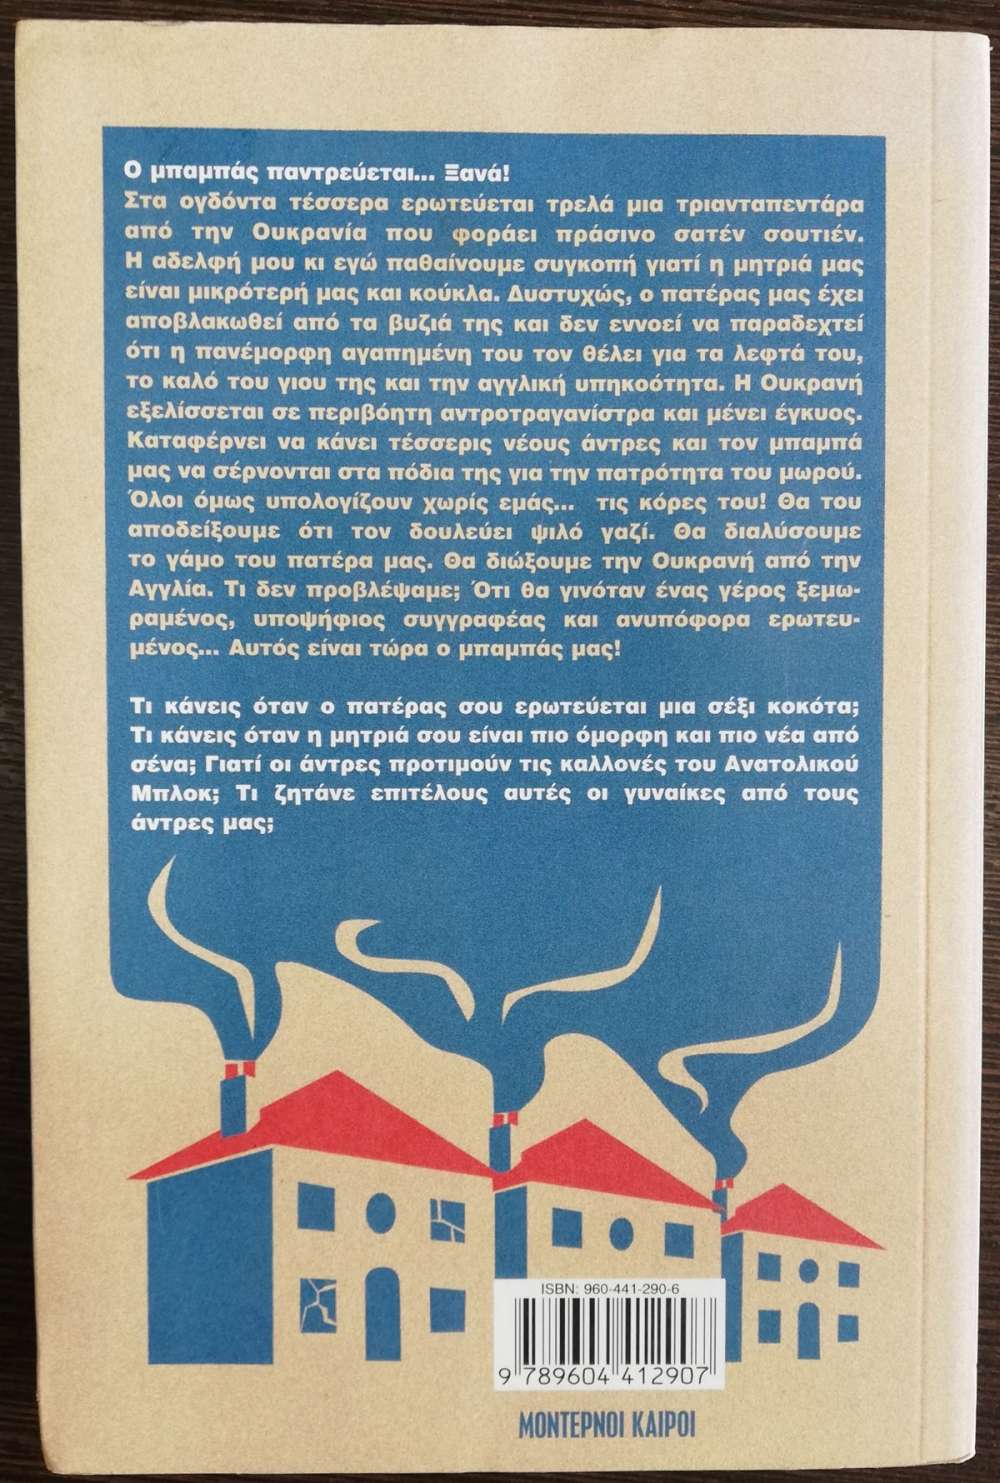 Ο μπαμπάς παντρεύεται... Ξανά!
Στα ογδόντα τέσσερα ερωτεύεται τρελά μια τριανταπεντάρα
από την Ουκρανία που φοράει πράσινο σατέν σουτιέν.
Η αδελφή μου κι εγώ παθαίνουμε συγκοπή γιατί η μητριά μας
είναι μικρότερή μας και κούκλα. Δυστυχώς, ο πατέρας μας έχει
αποβλακωθεί από τα βυζιά της και δεν εννοεί να παραδεχτεί
ότι η πανέμορφη αγαπημένη του τον θέλει για τα λεφτά του,
το καλό του γιου της και την αγγλική υπηκοότητα. Η Ουκρανή
εξελίσσεται σε περιβόητη αντροτραγανίστρα και μένει έγκυος.
Καταφέρνει να κάνει τέσσερις νέους άντρες και τον μπαμπά
μας να σέρνονται στα πόδια της για την πατρότητα του μωρού.
Όλοι όμως υπολογίζουν χωρίς εμάς... τις κόρες του! Θα του
αποδείξουμε ότι τον δουλεύει ψιλό γαζί. Θα διαλύσουμε
το γάμο του πατέρα μας. Θα διώξουμε την Ουκρανή από την
Αγγλία. Τι δεν προβλέψαμε; Ότι θα γινόταν ένας γέρος ξεμω-
ραμένος, υποψήφιος συγγραφέας και ανυπόφορα ερωτευ-
μένος... Αυτός είναι τώρα ο μπαμπάς μας!
Τι κάνεις όταν ο πατέρας σου ερωτεύεται μια σέξι κοκότα;
Τι κάνεις όταν η μητριά σου είναι πιο όμορφη και πιο νέα από
σένα; Γιατί οι άντρες προτιμούν τις καλλονές του Ανατολικού
Μπλοκ; Τι ζητάνε επιτέλους αυτές οι γυναίκες από τους
άντρες μας;
ISBN: 960-441-290-6
9 789604 412907
ΜΟΝΤΕΡΝΟΙ ΚΑΙΡΟΙ